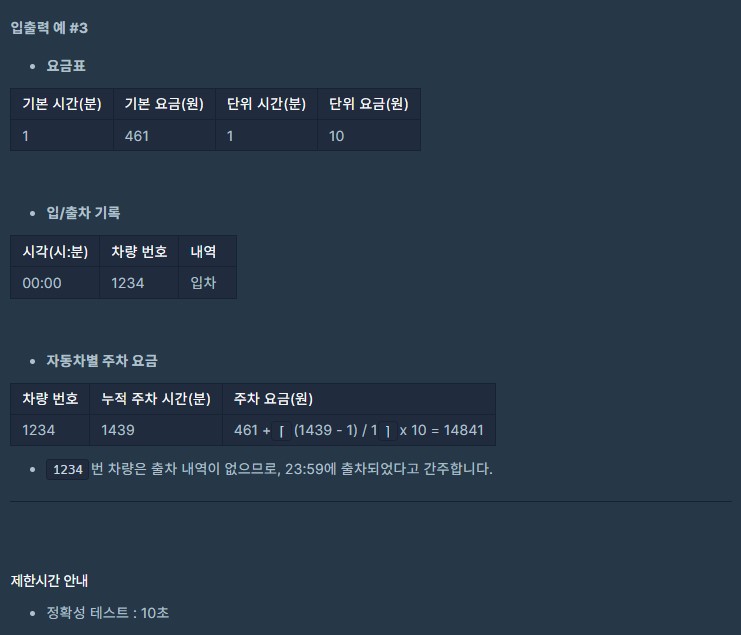 입출력 예 #3
요금표
기본 시간(분) 기본 요금(원) 단위 시간(분) 단위 요금(원)
1 461 1 10
입/출차 기록
시각(시:분) 차량 번호 내역
00:00 1234 입차
자동차별 주차 요금
차량 번호 누적 주차 시간(분) 주차 요금(원)
1234 1439 461 + ⌈ (1439 - 1) / 1 ⌉ x 10 = 14841
1234 번 차량은 출차 내역이 없으므로, 23:59에 출차되었다고 간주합니다.
제한시간 안내
정확성 테스트 : 10초